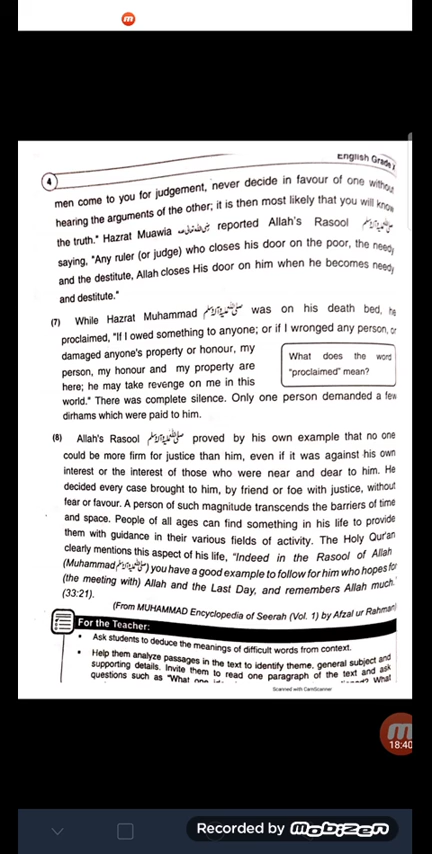 m
English Grade
4
men come to you for judgement, never decide in favour of one without
hearing the arguments of the other; it is then most likely that you will know
the truth." Hazrat Muawia رضی اللہ تعالیٰ عنہ reported Allah's Rasool
saying, "Any ruler (or judge) who closes his door on the poor, the needy
and the destitute, Allah closes His door on him when he becomes needy
and destitute."
(7) While Hazrat Muhammad was on his death bed, he
proclaimed, "If I owed something to anyone; or if I wronged any person, or
damaged anyone's property or honour, my
person, my honour and my property are
here; he may take revenge on me in this
What does the word
"proclaimed" mean?
world." There was complete silence. Only one person demanded a few
dirhams which were paid to him.
(8) Allah's Rasool proved by his own example that no one
could be more firm for justice than him, even if it was against his own
interest or the interest of those who were near and dear to him. He
decided every case brought to him, by friend or foe with justice, without
fear or favour. A person of such magnitude transcends the barriers of time
and space. People of all ages can find something in his life to provide
them with guidance in their various fields of activity. The Holy Qur'an
clearly mentions this aspect of his life, "Indeed in the Rasool of Allah
(Muhammad ) you have a good example to follow for him who hopes for
(the meeting with) Allah and the Last Day, and remembers Allah much."
(33:21).
(From MUHAMMAD Encyclopedia of Seerah (Vol. 1) by Afzal ur Rahman)
For the Teacher:
• Ask students to deduce the meanings of difficult words from context.
• Help them analyze passages in the text to identify theme, general subject and
supporting details. Invite them to read one paragraph of the text and ask
questions such as "What one What
Scanned with CamScanner
m
18:40
Recorded by mobizen